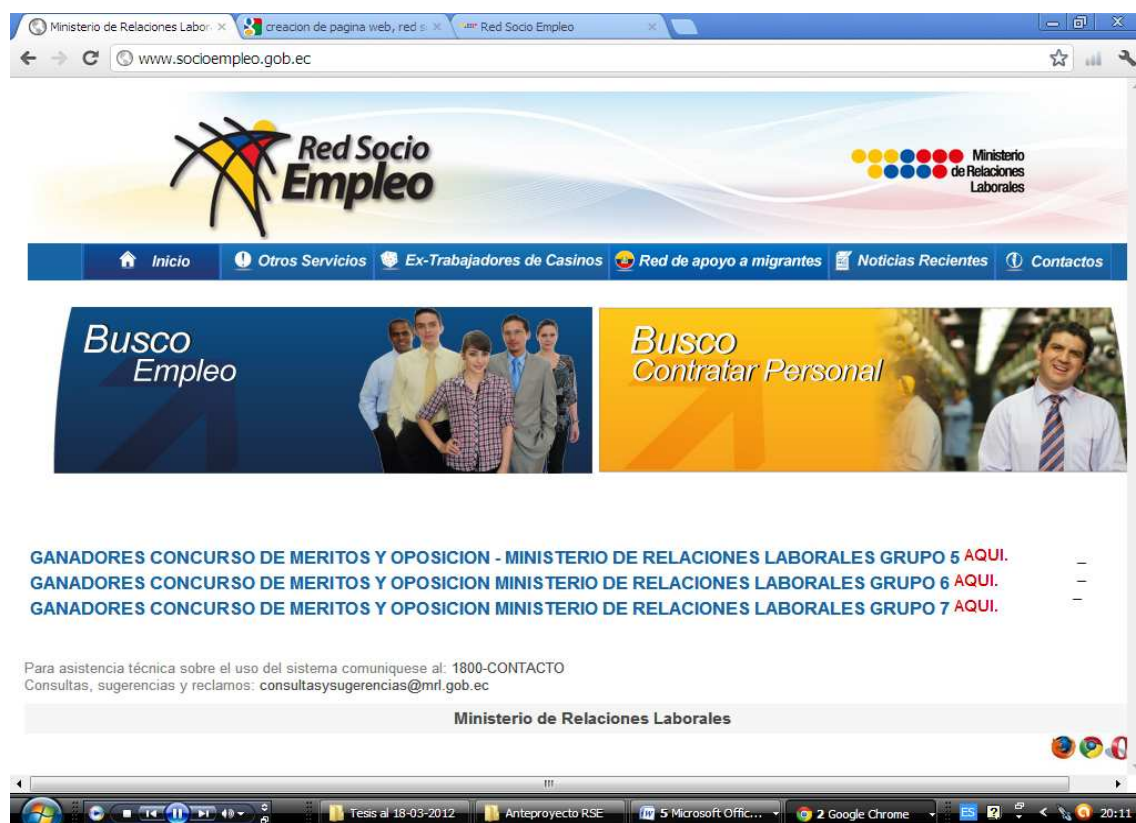 Ministerio de Relaciones Labor
creacion de pagina web, red s
Red Socio Empleo
www.socioempleo.gob.ec
Red Socio
Empleo
Ministerio
de Relaciones
Laborales
Inicio
Otros Servicios
Ex-Trabajadores de Casinos
Red de apoyo a migrantes
Noticias Recientes
Contactos
Busco
Empleo
Busco
Contratar Personal
GANADORES CONCURSO DE MERITOS Y OPOSICION - MINISTERIO DE RELACIONES LABORALES GRUPO 5 AQUI.
GANADORES CONCURSO DE MERITOS Y OPOSICION MINISTERIO DE RELACIONES LABORALES GRUPO 6 AQUI.
GANADORES CONCURSO DE MERITOS Y OPOSICION MINISTERIO DE RELACIONES LABORALES GRUPO 7 AQUI.
Para asistencia técnica sobre el uso del sistema comuniquese al: 1800-CONTACTO
Consultas, sugerencias y reclamos: consultasysugerencias@mrl.gob.ec
Ministerio de Relaciones Laborales
Tesis al 18-03-2012
Anteproyecto RSE
5 Microsoft Offic...
2 Google Chrome
ES
20:11